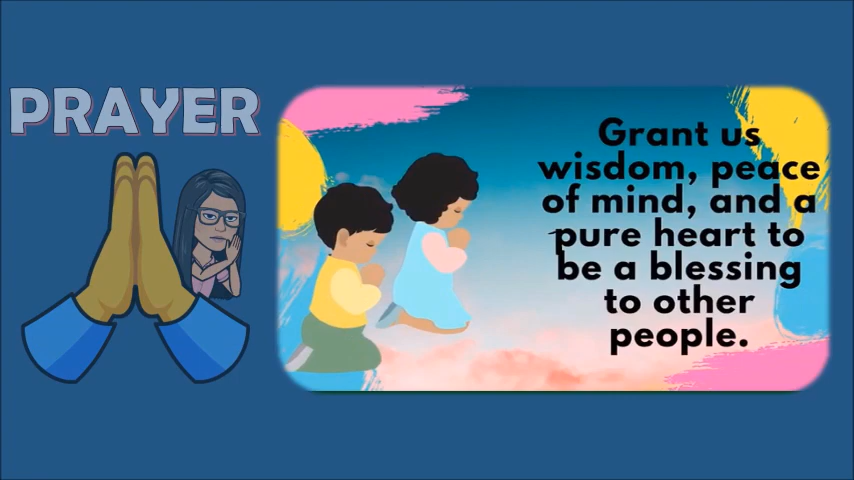 PRAYER
Grant us
wisdom, peace
of mind, and a
pure heart to
be a blessing
to other
people.